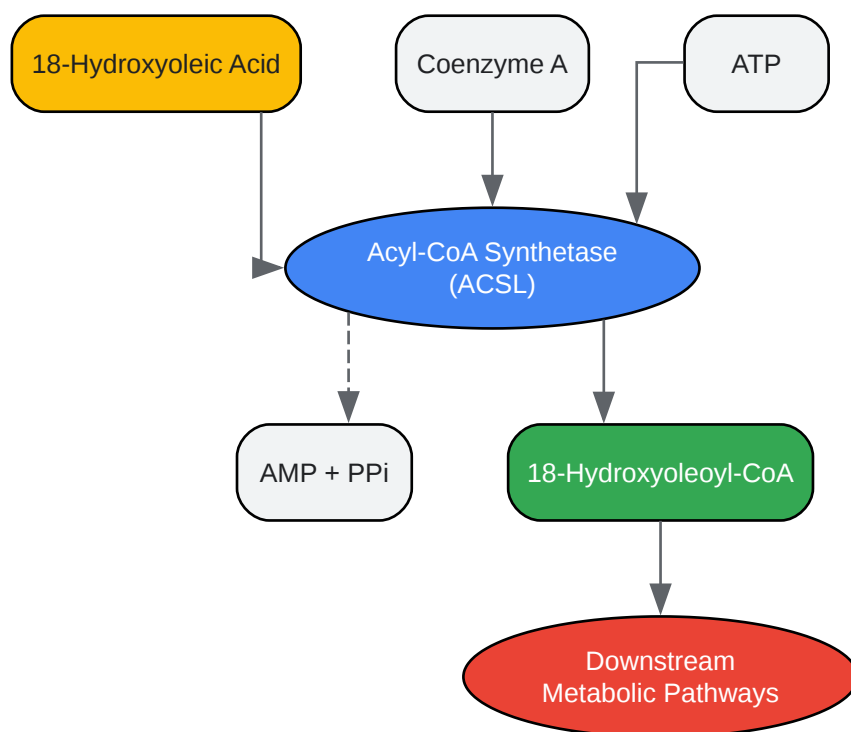 18-Hydroxyoleic Acid
Coenzyme A
ATP
Acyl-CoA Synthetase
(ACSL)
AMP + PPi
18-Hydroxyoleoyl-CoA
Downstream
Metabolic Pathways